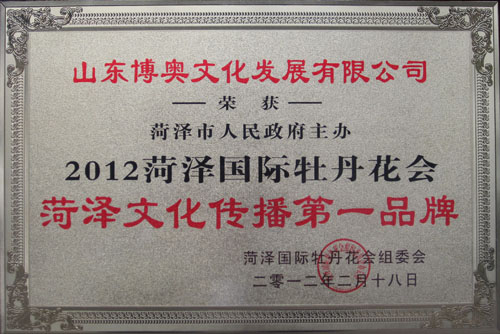 山东博奥文化发展有限公司
荣 获
菏泽市人民政府主办
2012菏泽国际牡丹花会
菏泽文化传播第一品牌
菏泽国际牡丹花会组委会
二零一二年二月十八日